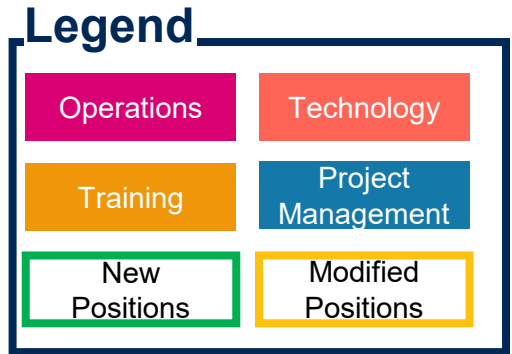 Legend
Operations
Technology
Training
Project
Management
New
Positions
Modified
Positions